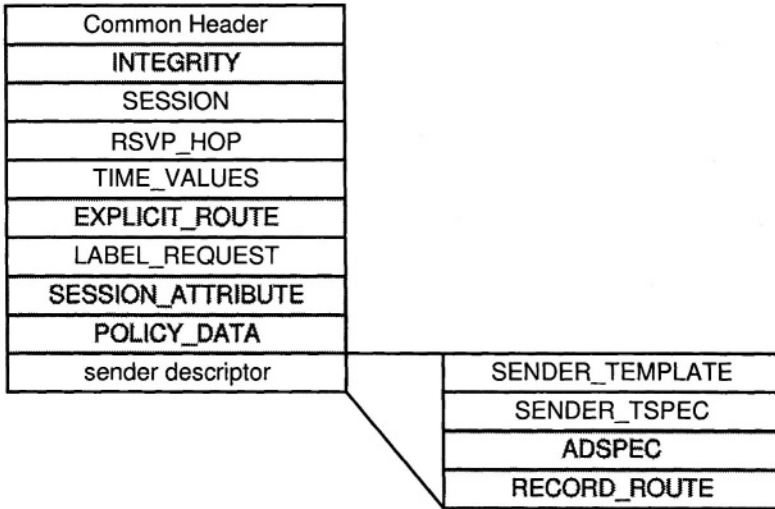 Common Header
INTEGRITY
SESSION
RSVP_HOP
TIME_VALUES
EXPLICIT_ROUTE
LABEL_REQUEST
SESSION_ATTRIBUTE
POLICY_DATA
sender descriptor
SENDER_TEMPLATE
SENDER_TSPEC
ADSPEC
RECORD_ROUTE